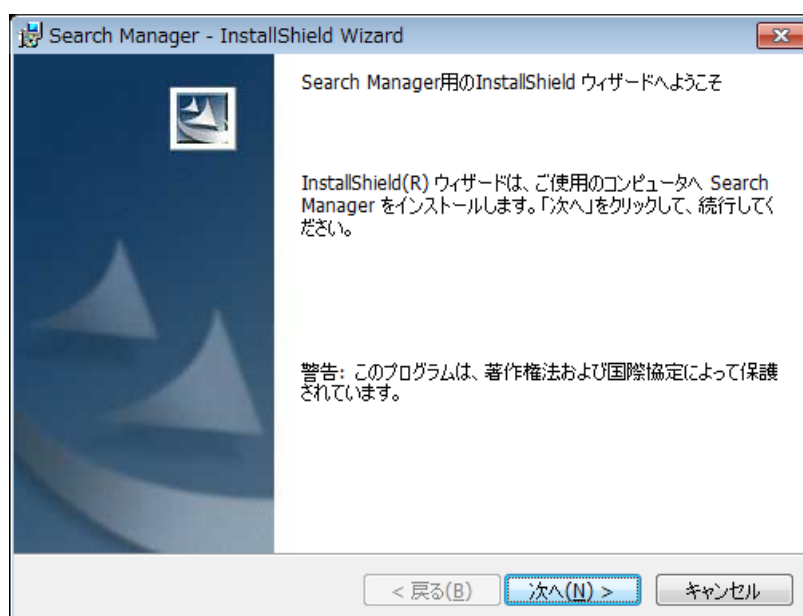 Search Manager - InstallShield Wizard
Search Manager用のInstallShield ウィザードへようこそ
InstallShield(R) ウィザードは、ご使用のコンピュータへ Search
Manager をインストールします。「次へ」をクリックして、続行してく
ださい。
警告: このプログラムは、著作権法および国際協定によって保護
されています。
< 戻る(B)
次へ(N) >
キャンセル